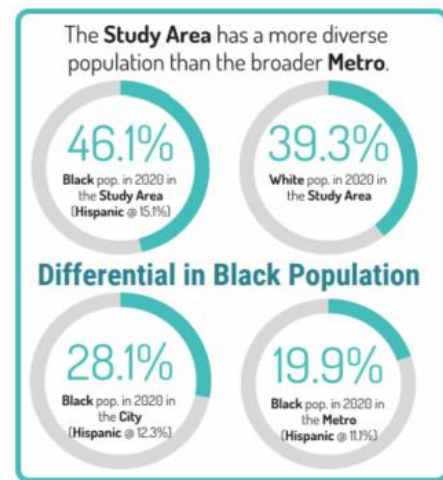 The Study Area has a more diverse
population than the broader Metro.
46.1%
Black pop. in 2020 in
the Study Area
(Hispanic @ 15.1%)
39.3%
White pop. in 2020 in
the Study Area
Differential in Black Population
28.1%
Black pop. in 2020 in
the City
(Hispanic @ 12.3%)
19.9%
Black pop. in 2020 in
the Metro
(Hispanic @ 11.1%)